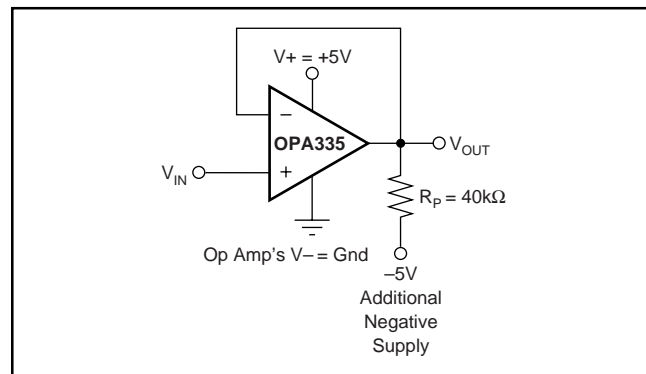 V+ = +5V
−
OPA335
+
V_IN
V_OUT
R_P = 40kΩ
Op Amp's V− = Gnd
−5V
Additional
Negative
Supply